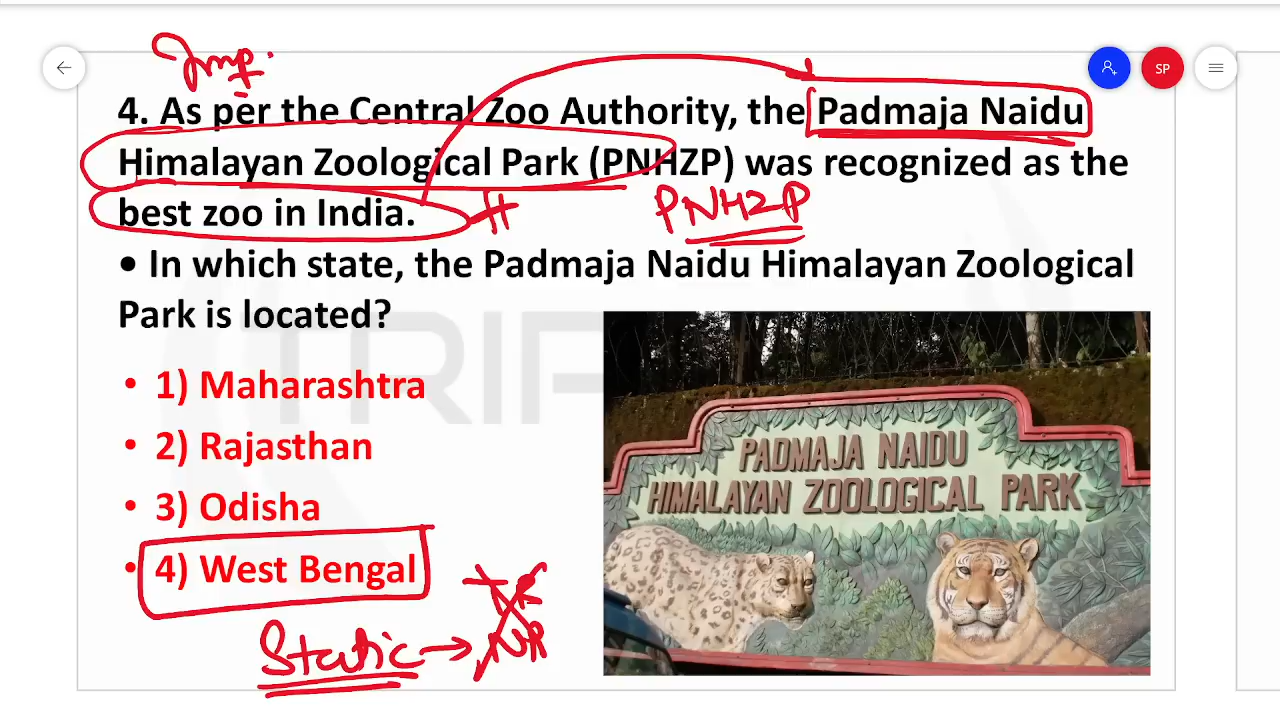 Imp.
SP
4. As per the Central Zoo Authority, the Padmaja Naidu
Himalayan Zoological Park (PNHZP) was recognized as the
best zoo in India.
PNHZP
• In which state, the Padmaja Naidu Himalayan Zoological
Park is located?
• 1) Maharashtra
• 2) Rajasthan
• 3) Odisha
• 4) West Bengal
Static →
PADMAJA NAIDU
HIMALAYAN ZOOLOGICAL PARK